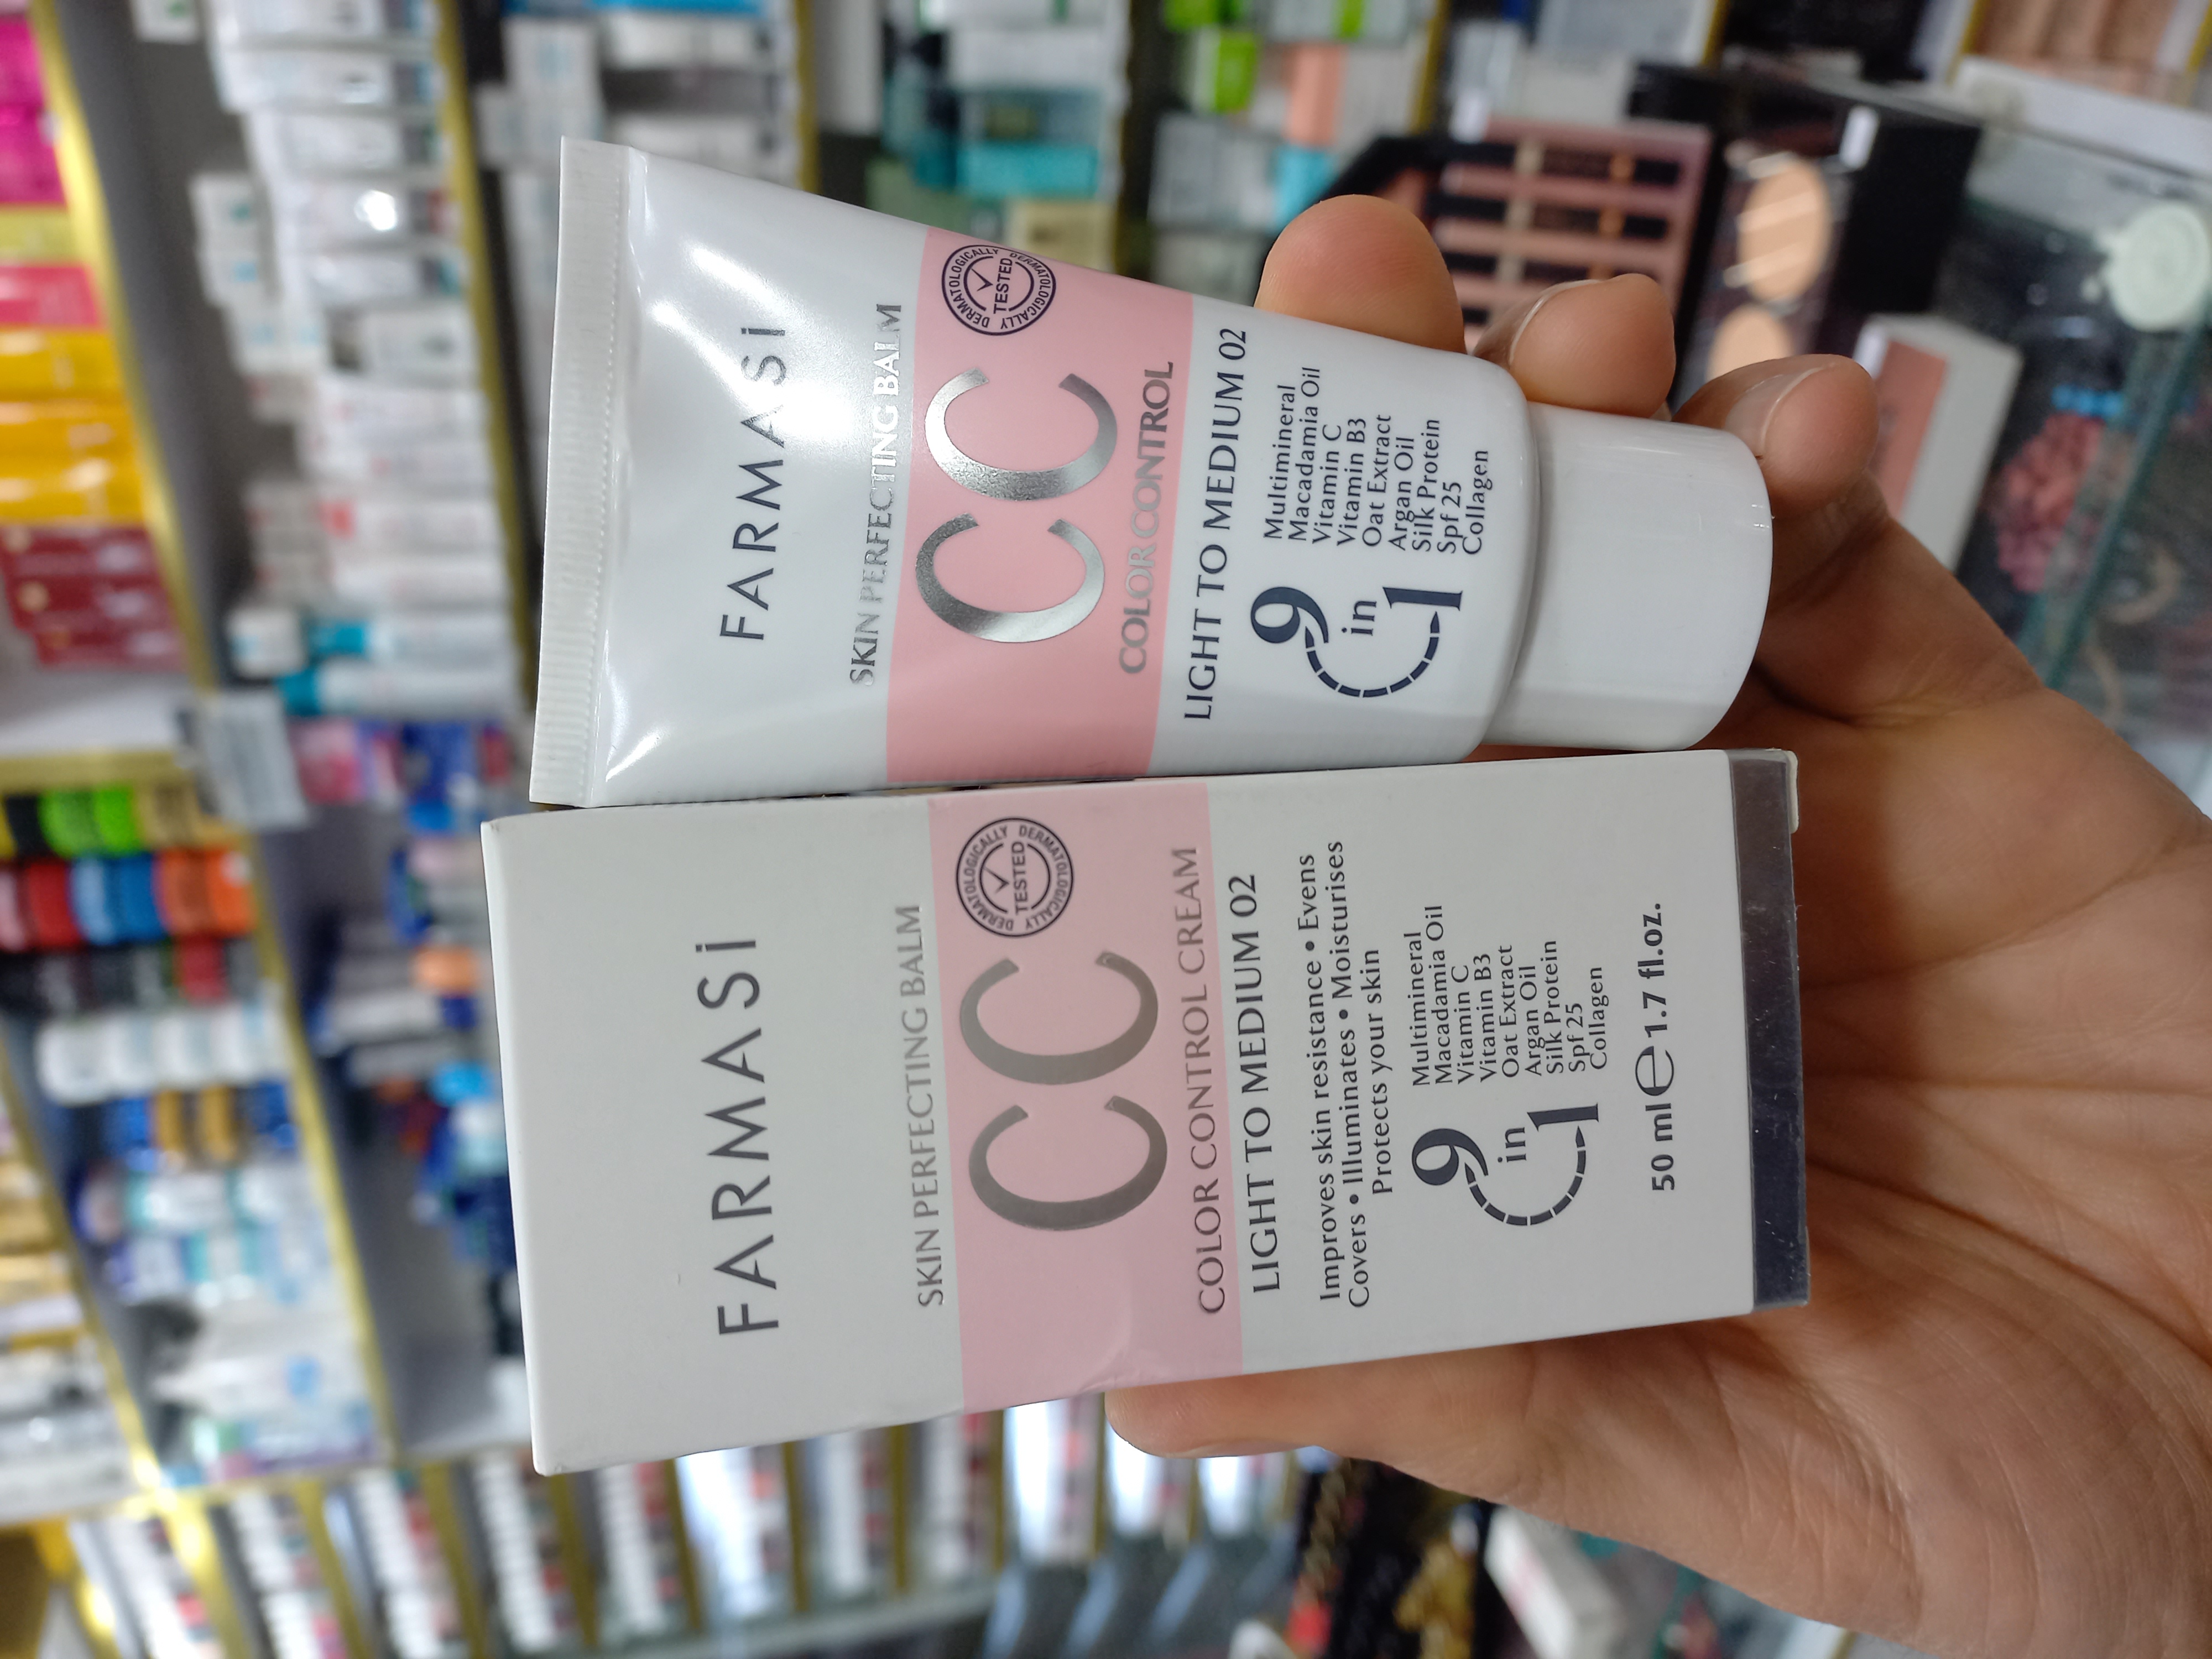 FARMASi
SKIN PERFECTING BALM
CC
DERMATOLOGICALLY
TESTED
DERMATOLOGICALLY
COLOR CONTROL CREAM
LIGHT TO MEDIUM 02
Improves skin resistance • Evens
Covers • Illuminates • Moisturises
Protects your skin
9 in 1
Multimineral
Macadamia Oil
Vitamin C
Vitamin B3
Oat Extract
Argan Oil
Silk Protein
Spf 25
Collagen
50 ml e 1.7 fl.oz.
FARMASi
SKIN PERFECTING BALM
CC
DERMATOLOGICALLY
TESTED
DERMATOLOGICALLY
COLOR CONTROL
LIGHT TO MEDIUM 02
9 in 1
Multimineral
Macadamia Oil
Vitamin C
Vitamin B3
Oat Extract
Argan Oil
Silk Protein
Spf 25
Collagen